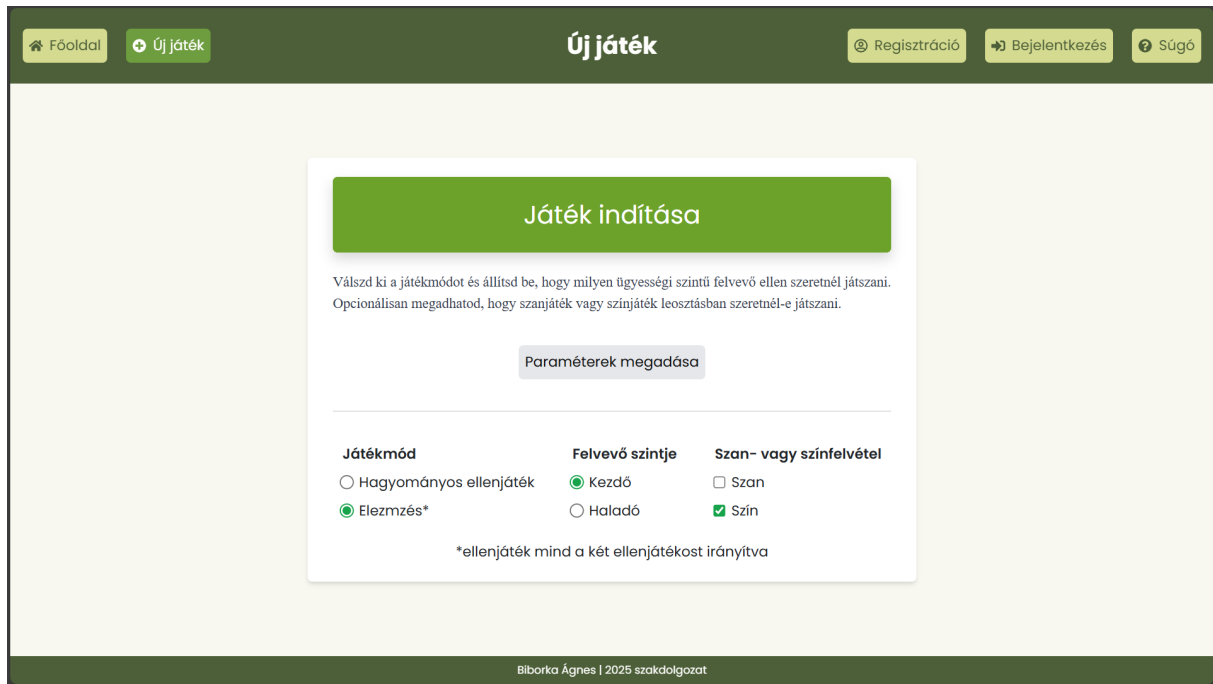 Főoldal
Új játék
Új játék
Regisztráció
Bejelentkezés
Súgó
Játék indítása
Válszd ki a játékmódot és állítsd be, hogy milyen ügyességi szintű felvevő ellen szeretnél játszani.
Opcionálisan megadhatod, hogy szanjáték vagy színjáték leosztásban szeretnél-e játszani.
Paraméterek megadása
Játékmód
Hagyományos ellenjáték
Elezmzés*
Felvevő szintje
Kezdő
Haladó
Szan- vagy színfelvétel
Szan
Szín
*ellenjáték mind a két ellenjátékost irányítva
Biborka Ágnes | 2025 szakdolgozat